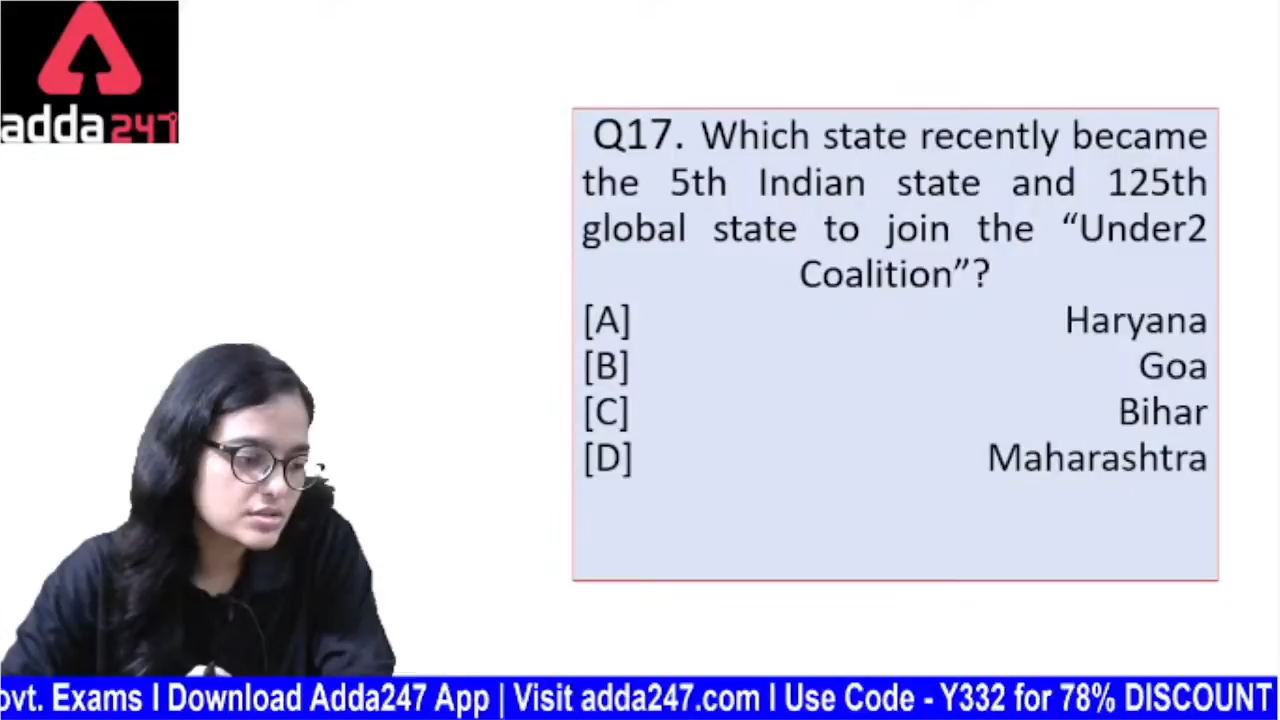 adda247
Q17. Which state recently became
the 5th Indian state and 125th
global state to join the “Under2
Coalition”?
[A] Haryana
[B] Goa
[C] Bihar
[D] Maharashtra
ovt. Exams I Download Adda247 App | Visit adda247.com I Use Code - Y332 for 78% DISCOUNT